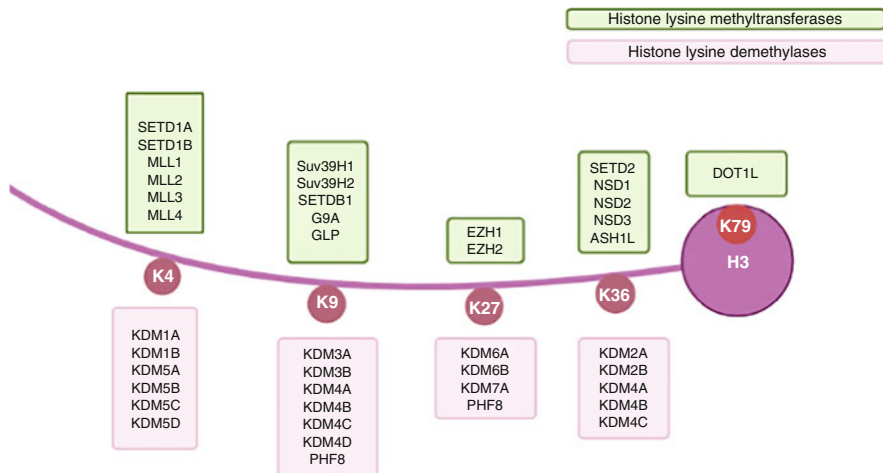 Histone lysine methyltransferases
Histone lysine demethylases
SETD1A
SETD1B
MLL1
MLL2
MLL3
MLL4
Suv39H1
Suv39H2
SETDB1
G9A
GLP
EZH1
EZH2
SETD2
NSD1
NSD2
NSD3
ASH1L
DOT1L
K4
K9
K27
K36
K79
H3
KDM1A
KDM1B
KDM5A
KDM5B
KDM5C
KDM5D
KDM3A
KDM3B
KDM4A
KDM4B
KDM4C
KDM4D
PHF8
KDM6A
KDM6B
KDM7A
PHF8
KDM2A
KDM2B
KDM4A
KDM4B
KDM4C